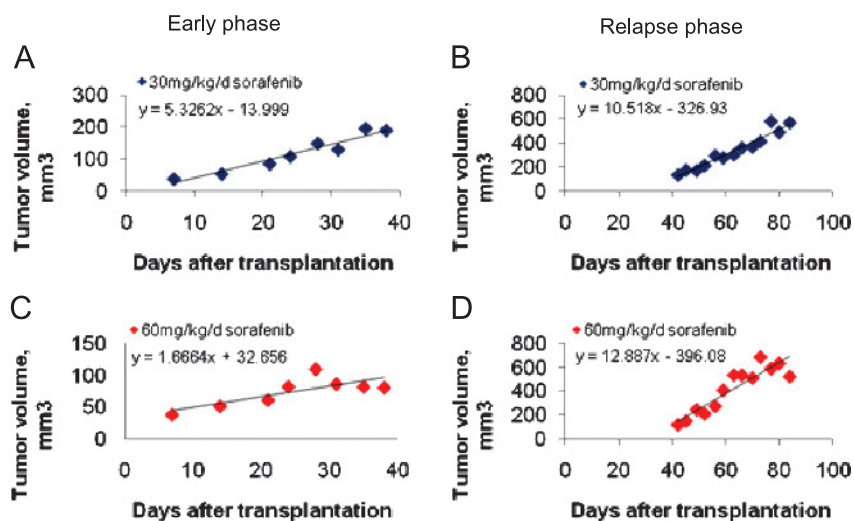 Early phase
Relapse phase
A
30mg/kg/d sorafenib
y = 5.3262x - 13.999
Tumor volume,
mm3
300
200
100
0
0 10 20 30 40
Days after transplantation
B
30mg/kg/d sorafenib
y = 10.518x - 326.93
Tumor volume,
mm3
800
600
400
200
0
0 20 40 60 80 100
Days after transplantation
C
60mg/kg/d sorafenib
y = 1.6664x + 32.656
Tumor volume,
mm3
150
100
50
0
0 10 20 30 40
Days after transplantation
D
60mg/kg/d sorafenib
y = 12.887x - 396.08
Tumor volume,
mm3
800
600
400
200
0
0 20 40 60 80 100
Days after transplantation